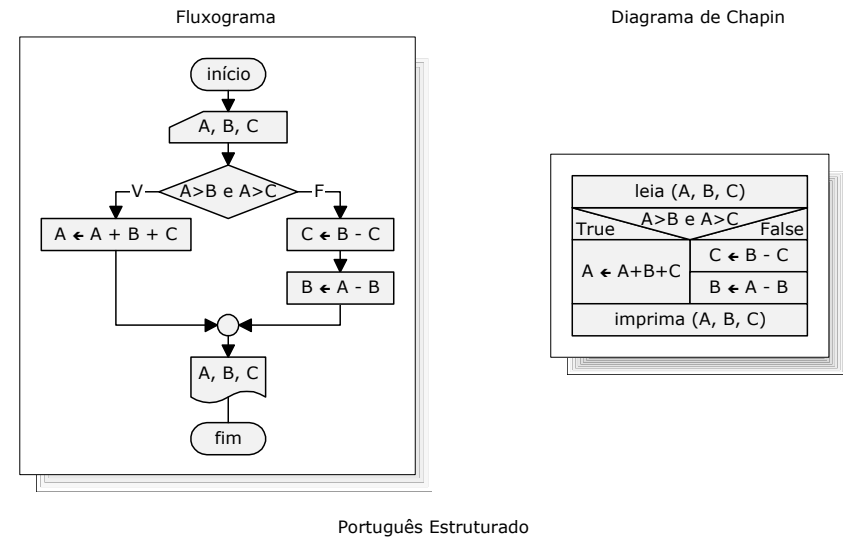 Fluxograma
início
A, B, C
A>B e A>C
V
F
A ← A + B + C
C ← B - C
B ← A - B
A, B, C
fim
Diagrama de Chapin
leia (A, B, C)
A>B e A>C
True
False
A ← A+B+C
C ← B - C
B ← A - B
imprima (A, B, C)
Português Estruturado